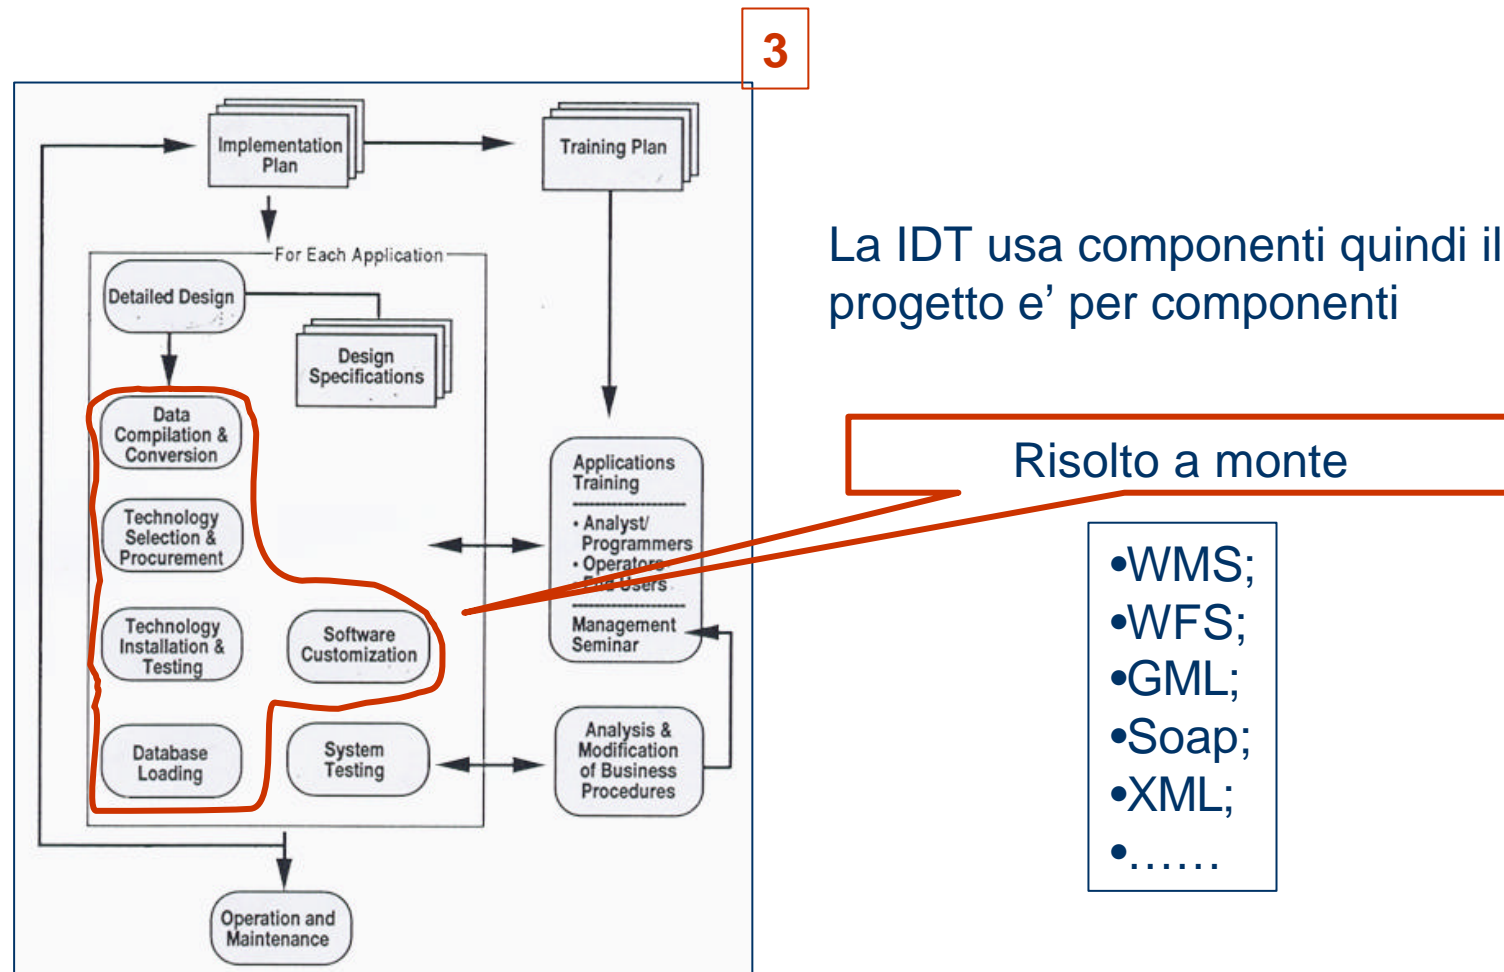 3
Implementation
Plan
Training Plan
For Each Application
Detailed Design
Design
Specifications
Data
Compilation &
Conversion
Technology
Selection &
Procurement
Technology
Installation &
Testing
Software
Customization
Database
Loading
System
Testing
Applications
Training
• Analyst/
Programmers
• Operators
• End Users
Management
Seminar
Analysis &
Modification
of Business
Procedures
Operation and
Maintenance
La IDT usa componenti quindi il
progetto e' per componenti
Risolto a monte
•WMS;
•WFS;
•GML;
•Soap;
•XML;
•……